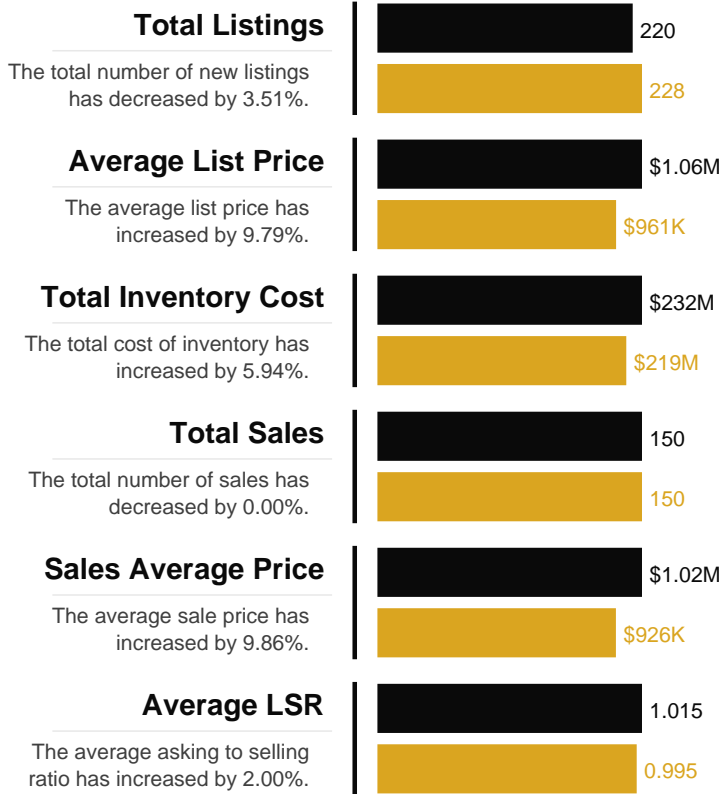 Total Listings
The total number of new listings
has decreased by 3.51%.
220
228
Average List Price
The average list price has
increased by 9.79%.
$1.06M
$961K
Total Inventory Cost
The total cost of inventory has
increased by 5.94%.
$232M
$219M
Total Sales
The total number of sales has
decreased by 0.00%.
150
150
Sales Average Price
The average sale price has
increased by 9.86%.
$1.02M
$926K
Average LSR
The average asking to selling
ratio has increased by 2.00%.
1.015
0.995